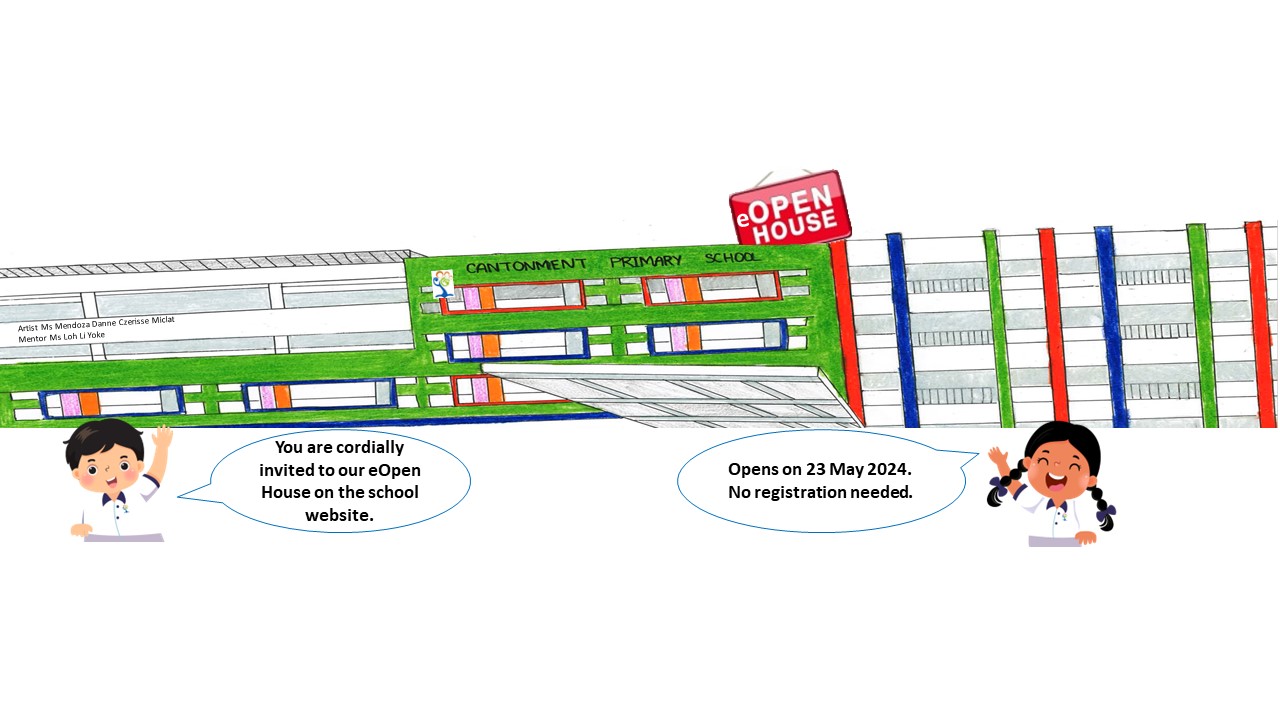 eOPEN
HOUSE
CANTONMENT PRIMARY SCHOOL
Artist Ms Mendoza Danne Czerisse Miclat
Mentor Ms Loh Li Yoke
You are cordially
invited to our eOpen
House on the school
website.
Opens on 23 May 2024.
No registration needed.